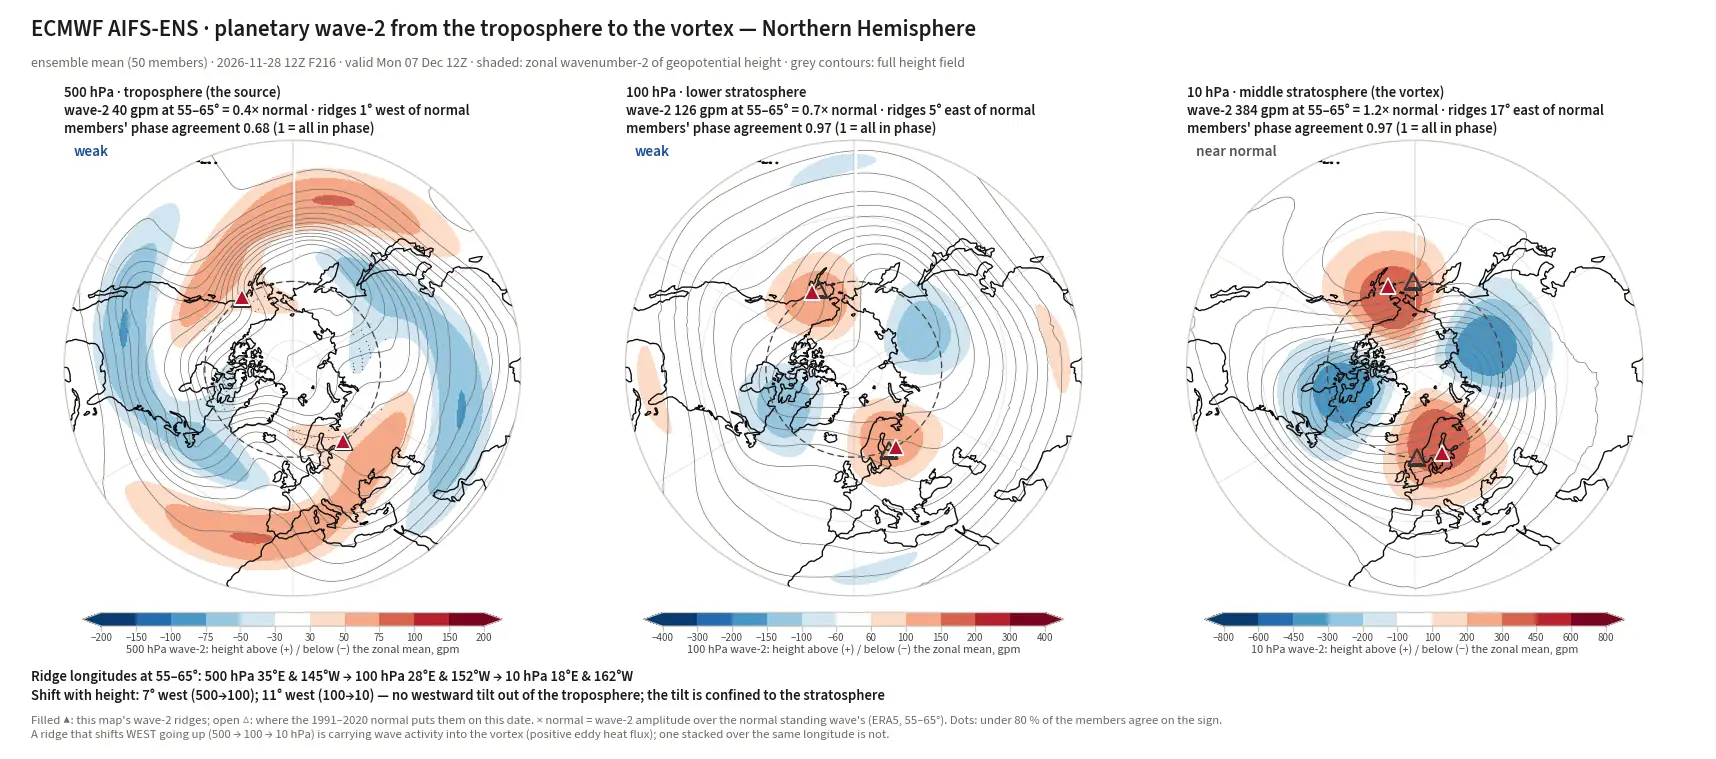 ECMWF AIFS-ENS · planetary wave-2 from the troposphere to the vortex — Northern Hemisphere
ensemble mean (50 members) · 2026-11-28 12Z F216 · valid Mon 07 Dec 12Z · shaded: zonal wavenumber-2 of geopotential height · grey contours: full height field
500 hPa · troposphere (the source)
wave-2 40 gpm at 55–65° = 0.4× normal · ridges 1° west of normal
members' phase agreement 0.68 (1 = all in phase)
weak
100 hPa · lower stratosphere
wave-2 126 gpm at 55–65° = 0.7× normal · ridges 5° east of normal
members' phase agreement 0.97 (1 = all in phase)
weak
10 hPa · middle stratosphere (the vortex)
wave-2 384 gpm at 55–65° = 1.2× normal · ridges 17° east of normal
members' phase agreement 0.97 (1 = all in phase)
near normal
−200 −150 −100 −75 −50 −30 30 50 75 100 150 200
500 hPa wave-2: height above (+) / below (−) the zonal mean, gpm
−400 −300 −200 −150 −100 −60 60 100 150 200 300 400
100 hPa wave-2: height above (+) / below (−) the zonal mean, gpm
−800 −600 −450 −300 −200 −100 100 200 300 450 600 800
10 hPa wave-2: height above (+) / below (−) the zonal mean, gpm
Ridge longitudes at 55–65°: 500 hPa 35°E & 145°W → 100 hPa 28°E & 152°W → 10 hPa 18°E & 162°W
Shift with height: 7° west (500→100); 11° west (100→10) — no westward tilt out of the troposphere; the tilt is confined to the stratosphere
Filled ▲: this map's wave-2 ridges; open △: where the 1991–2020 normal puts them on this date. × normal = wave-2 amplitude over the normal standing wave's (ERA5, 55–65°). Dots: under 80 % of the members agree on the sign.
A ridge that shifts WEST going up (500 → 100 → 10 hPa) is carrying wave activity into the vortex (positive eddy heat flux); one stacked over the same longitude is not.